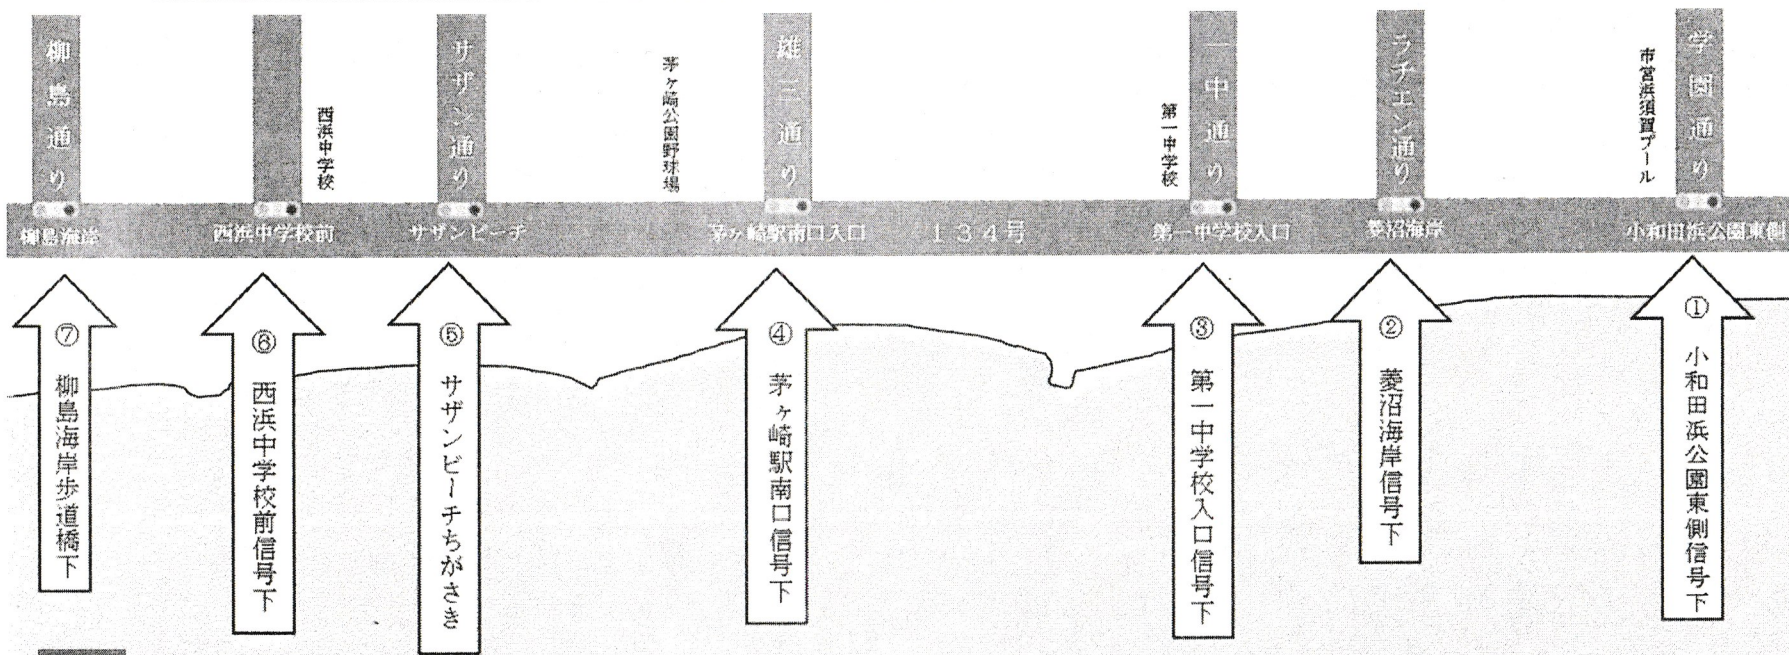 柳島通り
西浜中学校
サザン通り
茅ヶ崎公園野球場
雄三通り
第一中学校
一中通り
ラチエン通り
市営浜須賀プール
学園通り
柳島海岸
西浜中学校前
サザンビーチ
茅ヶ崎駅南口入口
134号
第一中学校入口
菱沼海岸
小和田浜公園東側
⑦ 柳島海岸歩道橋下
⑥ 西浜中学校前信号下
⑤ サザンビーチちがさき
④ 茅ヶ崎駅南口信号下
③ 第一中学校入口信号下
② 菱沼海岸信号下
① 小和田浜公園東側信号下